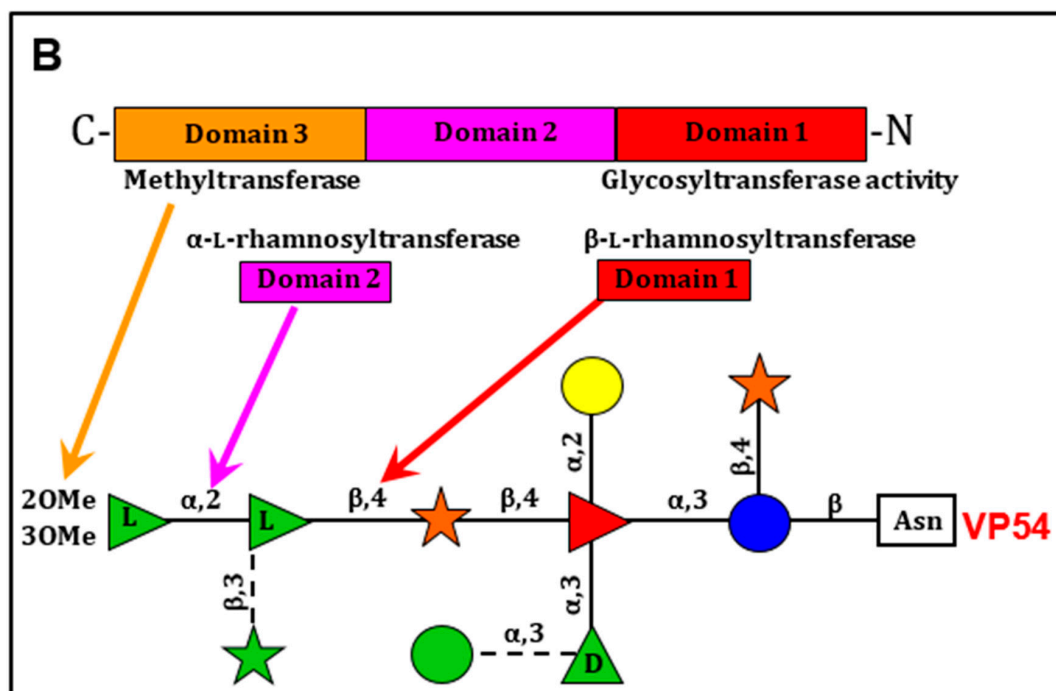 B
C- Domain 3 Domain 2 Domain 1 -N
Methyltransferase Glycosyltransferase activity
α-L-rhamnosyltransferase β-L-rhamnosyltransferase
Domain 2 Domain 1
α,2 β,4
2OMe L α,2 L β,4 β,4 α,3 β Asn VP54
3OMe
β,3 α,3
α,3 D